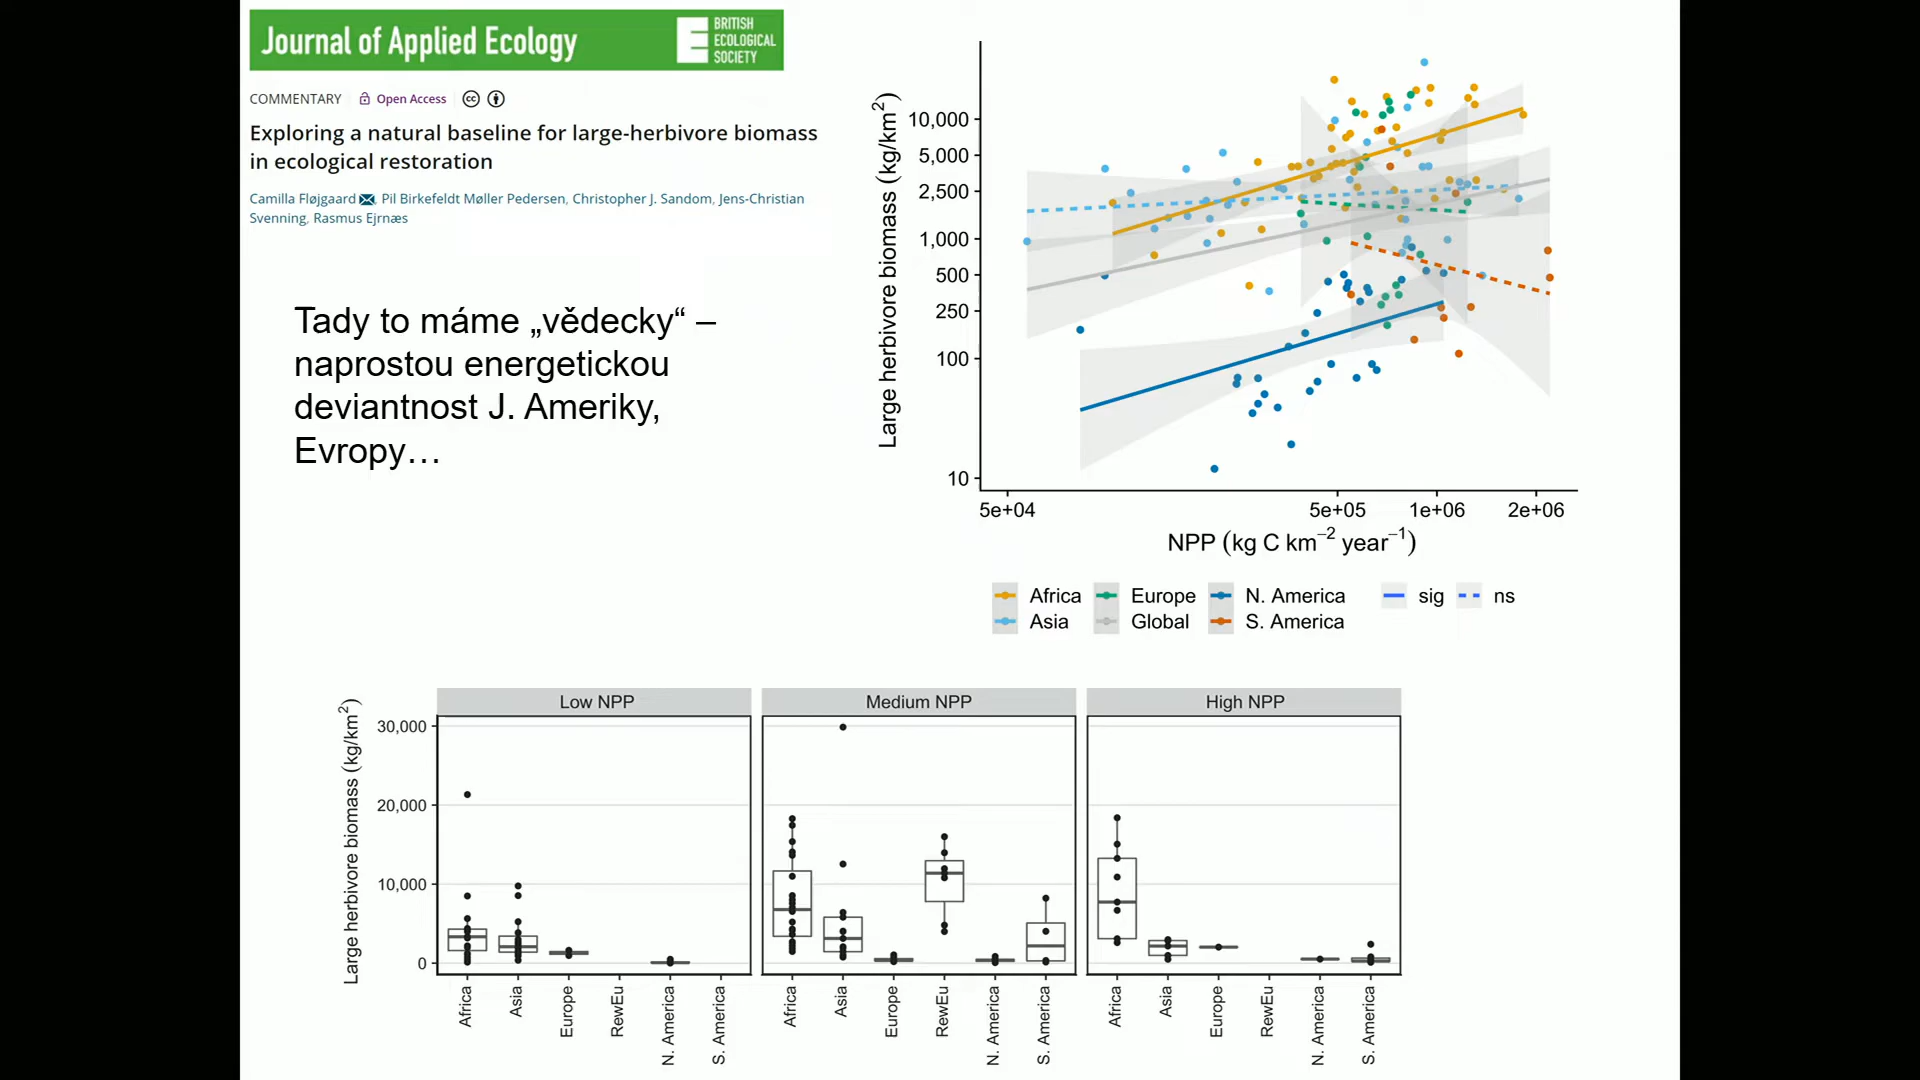 Journal of Applied Ecology
BRITISH
ECOLOGICAL
SOCIETY
COMMENTARY Open Access
Exploring a natural baseline for large-herbivore biomass
in ecological restoration
Camilla Fløjgaard, Pil Birkefeldt Møller Pedersen, Christopher J. Sandom, Jens-Christian
Svenning, Rasmus Ejrnæs
Tady to máme „vědecky“ –
naprostou energetickou
deviantnost J. Ameriky,
Evropy…
Large herbivore biomass (kg/km²)
10,000
5,000
2,500
1,000
500
250
100
10
5e+04 5e+05 1e+06 2e+06
NPP (kg C km⁻² year⁻¹)
Africa Europe N. America sig ns
Asia Global S. America
Large herbivore biomass (kg/km²)
30,000
20,000
10,000
0
Low NPP
Africa Asia Europe RewEu N. America S. America
Medium NPP
Africa Asia Europe RewEu N. America S. America
High NPP
Africa Asia Europe RewEu N. America S. America